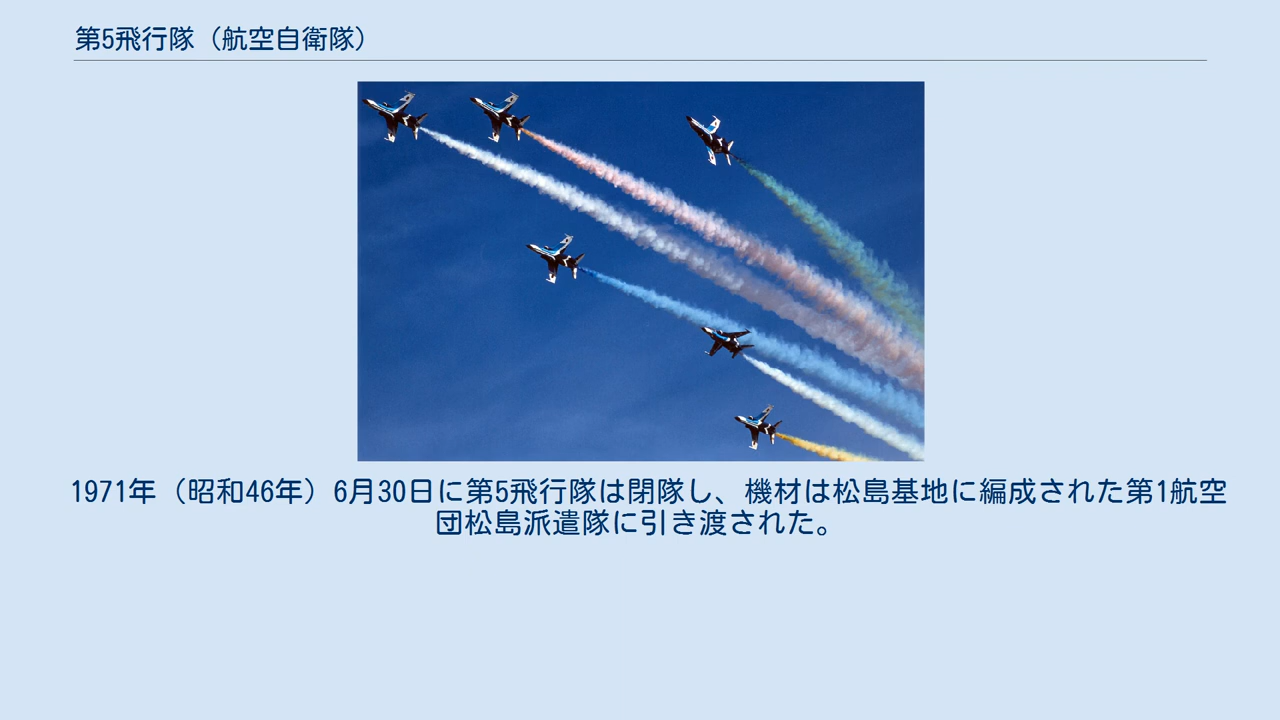 第5飛行隊（航空自衛隊）
1971年（昭和46年）6月30日に第5飛行隊は閉隊し、機材は松島基地に編成された第1航空
団松島派遣隊に引き渡された。